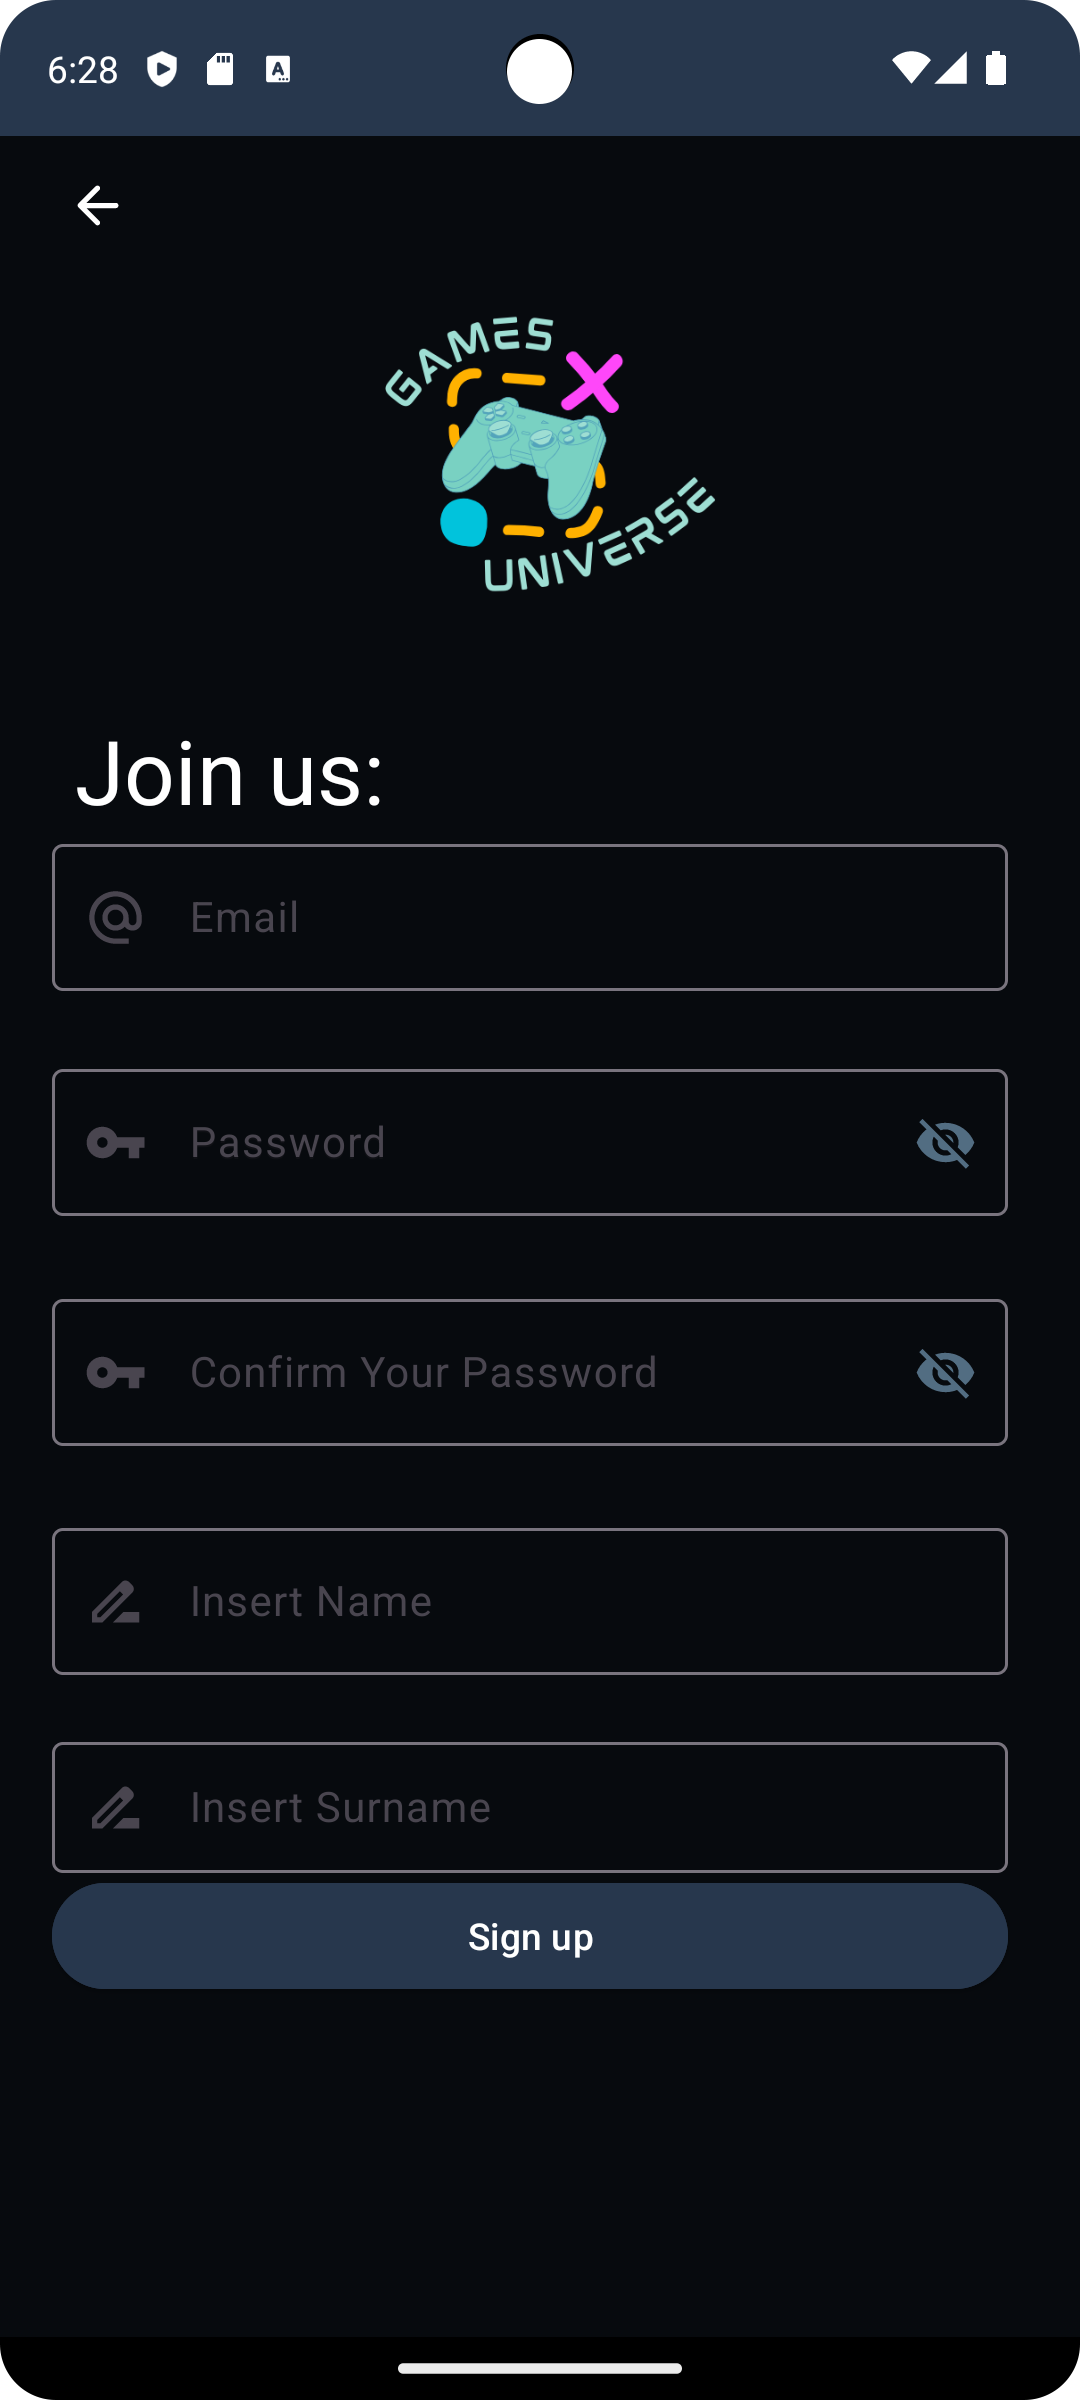 6:28
GAMES
UNIVERSE
Join us:
Email
Password
Confirm Your Password
Insert Name
Insert Surname
Sign up